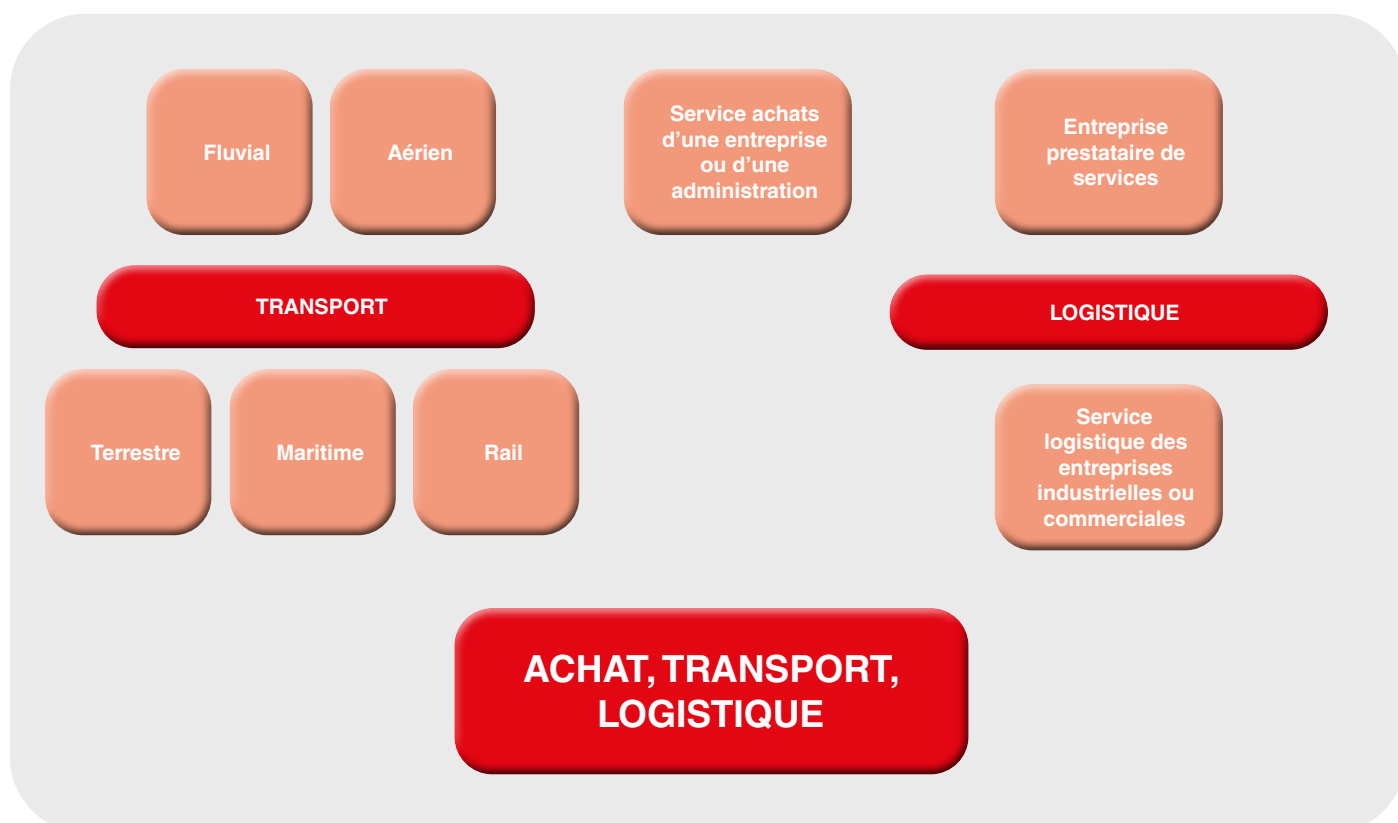 Fluvial
Aérien
Service achats
d’une entreprise
ou d’une
administration
Entreprise
prestataire de
services
TRANSPORT
LOGISTIQUE
Terrestre
Maritime
Rail
Service
logistique des
entreprises
industrielles ou
commerciales
ACHAT, TRANSPORT,
LOGISTIQUE